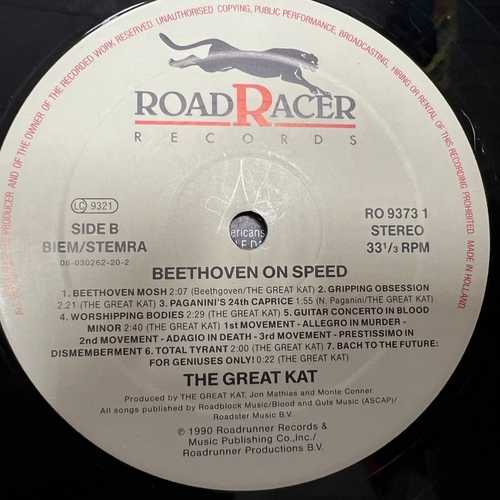 OF THE PRODUCER AND OF THE OWNER OF THE RECORDED WORK RESERVED. UNAUTHORISED COPYING, PUBLIC PERFORMANCE, BROADCASTING, HIRING OR RENTAL OF THIS RECORDING PROHIBITED. MADE IN HOLLAND
ROADRACER
RECORDS
LC 9321
SIDE B
BIEM/STEMRA
06-030262-20-2
RO 9373 1
STEREO
33 1/3 RPM
ericans
BEETHOVEN ON SPEED
1. BEETHOVEN MOSH 2:07 (Beethoven/THE GREAT KAT) 2. GRIPPING OBSESSION
2:21 (THE GREAT KAT) 3. PAGANINI'S 24th CAPRICE 1:55 (N. Paganini/THE GREAT KAT)
4. WORSHIPPING BODIES 2:29 (THE GREAT KAT) 5. GUITAR CONCERTO IN BLOOD
MINOR 2:40 (THE GREAT KAT) 1st MOVEMENT - ALLEGRO IN MURDER -
2nd MOVEMENT - ADAGIO IN DEATH - 3rd MOVEMENT - PRESTISSIMO IN
DISMEMBERMENT 6. TOTAL TYRANT 2:00 (THE GREAT KAT) 7. BACH TO THE FUTURE:
FOR GENIUSES ONLY! 0:22 (THE GREAT KAT)
THE GREAT KAT
Produced by THE GREAT KAT, Jon Mathias and Monte Conner
All songs published by Roadblock Music/Blood and Guts Music (ASCAP)/
Roadster Music B.V.
℗ © 1990 Roadrunner Records &
Music Publishing Co.,Inc./
Roadrunner Productions B.V.